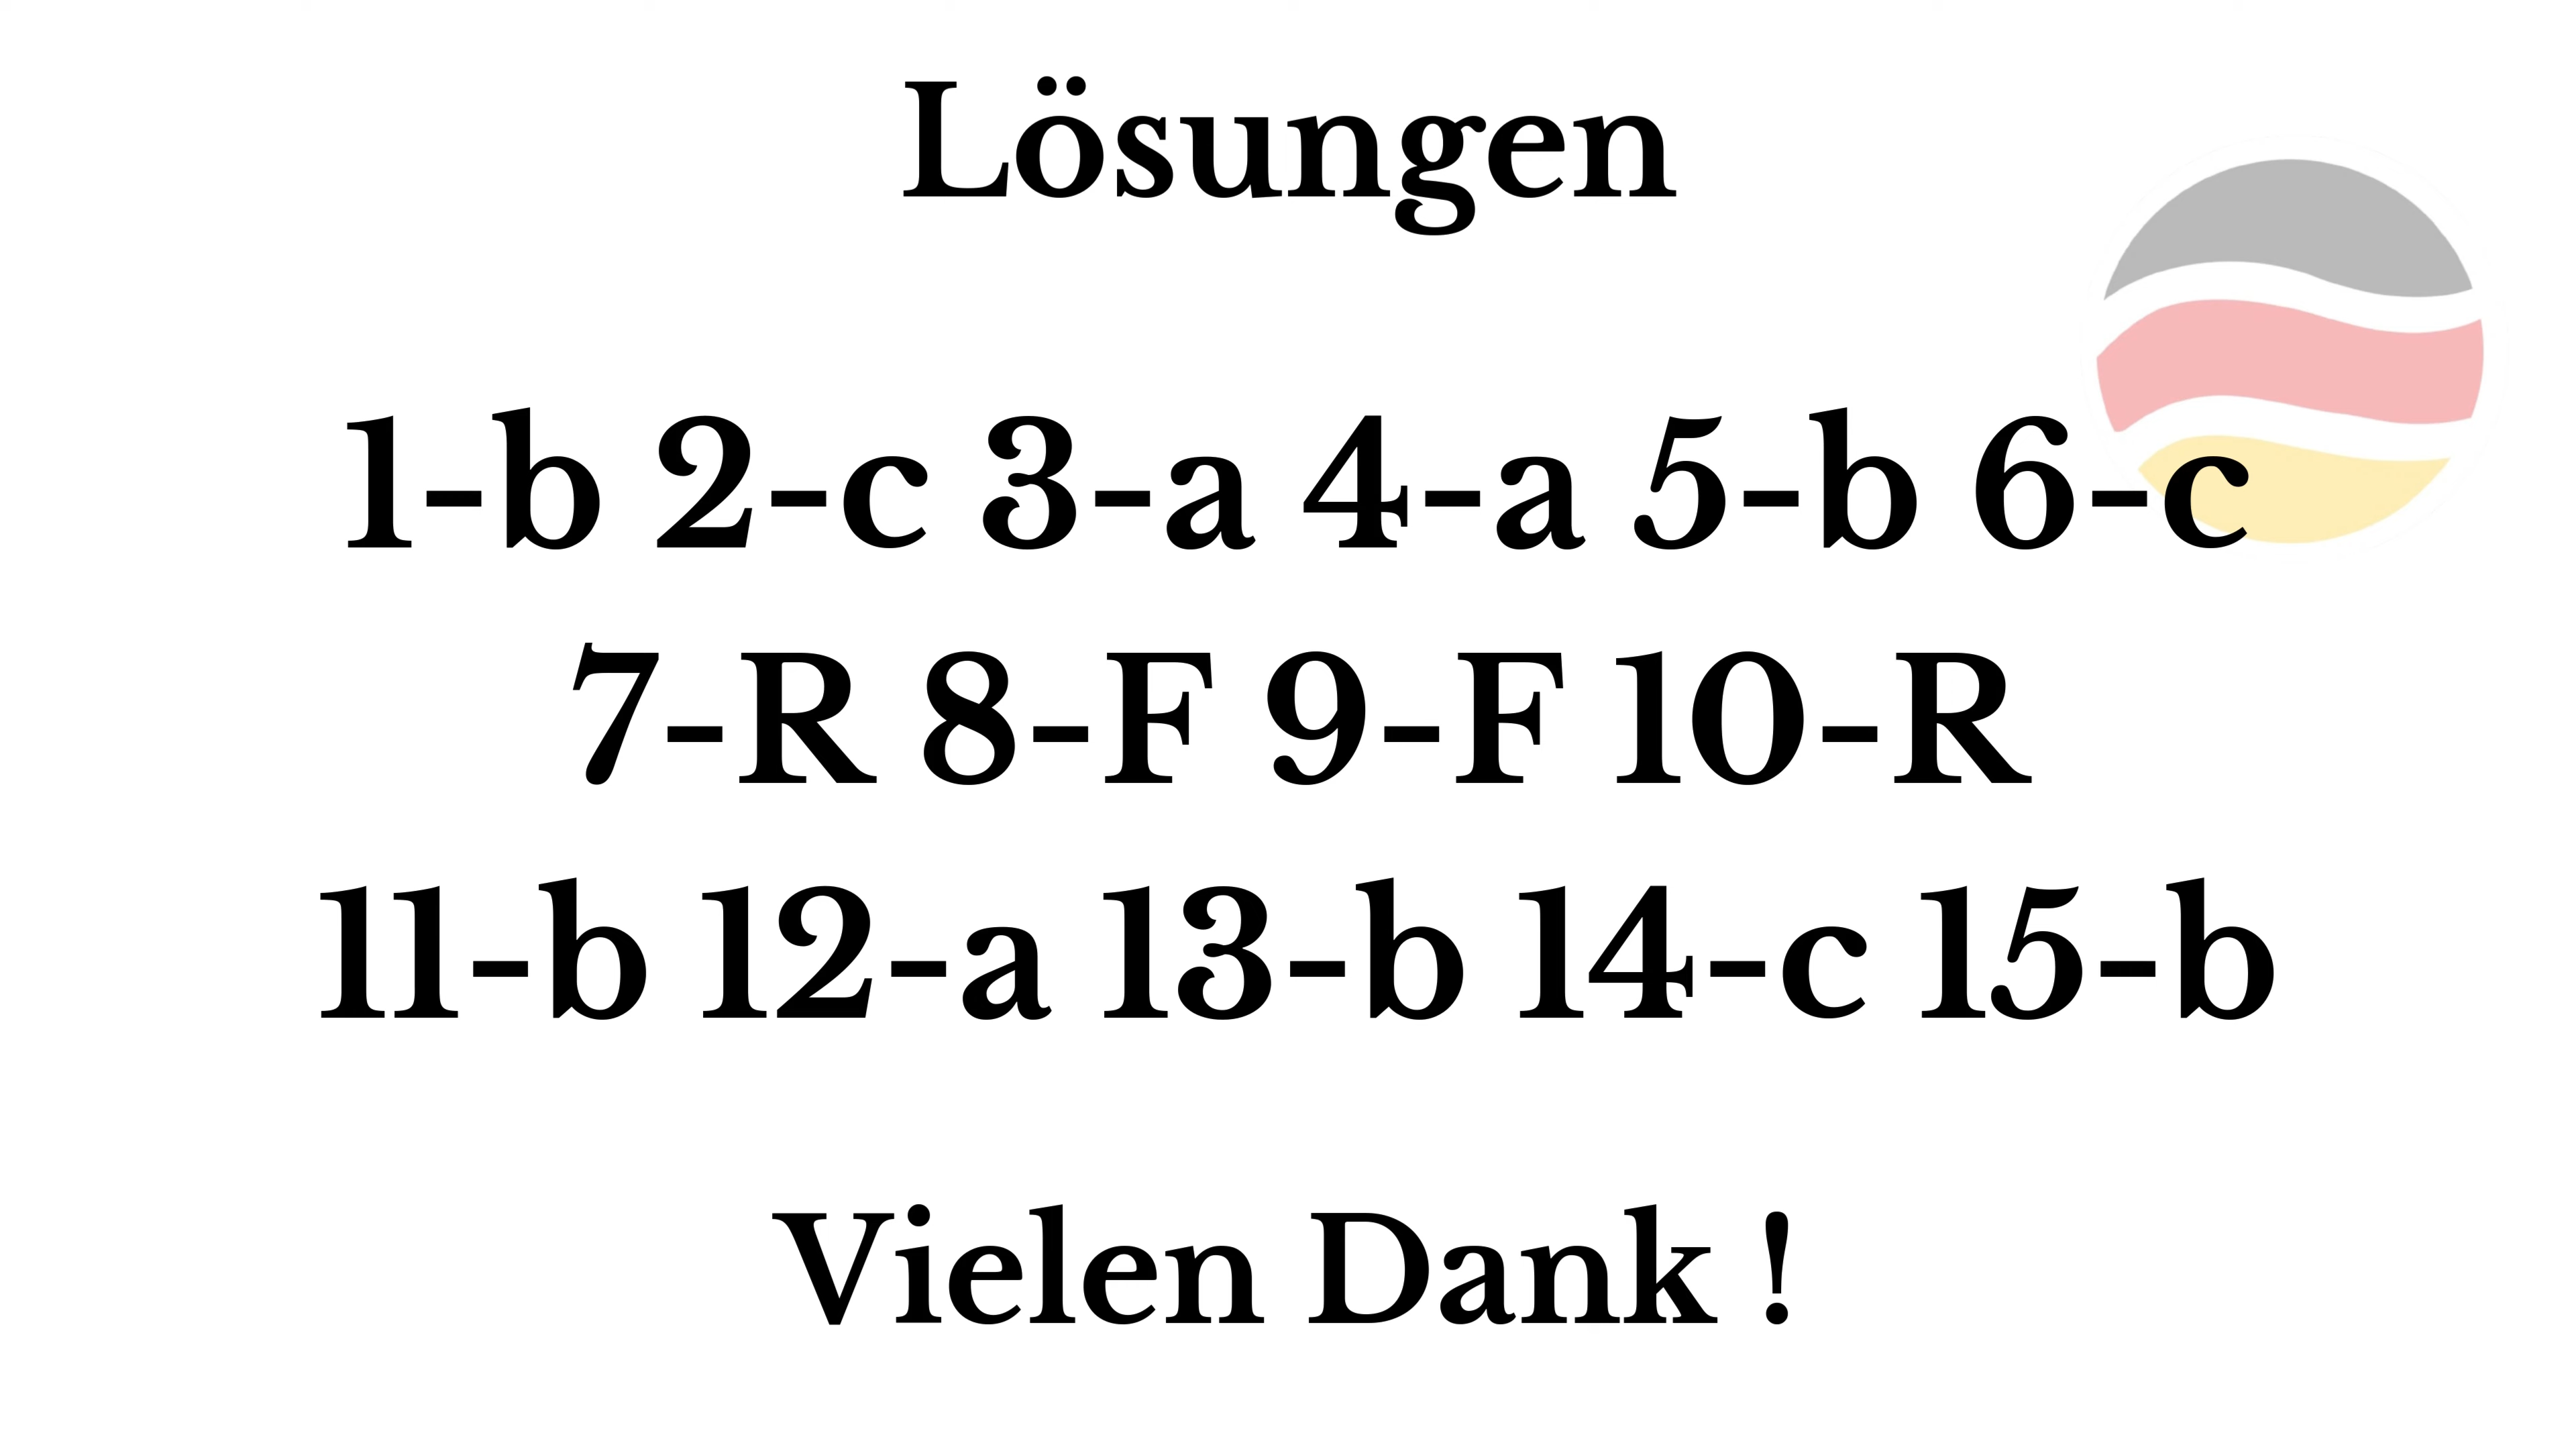 Lösungen
1-b 2-c 3-a 4-a 5-b 6-c
7-R 8-F 9-F 10-R
11-b 12-a 13-b 14-c 15-b
Vielen Dank !